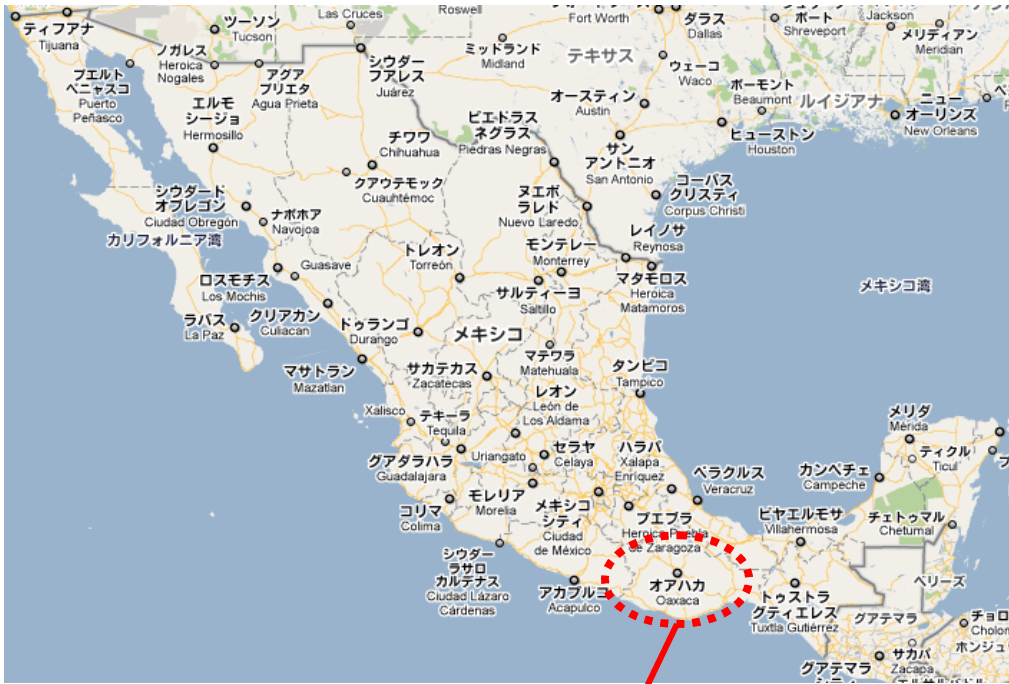 ティファナ
Tijuana
ツーソン
Tucson
Las Cruces
Roswell
Fort Worth
ダラス
Dallas
Shreveport
Jackson
メリディアン
Meridian
ノガレス
Heroica
Nogales
アグア
プリエタ
Agua Prieta
シウダー
フアレス
Juárez
ミッドランド
Midland
テキサス
ウェーコ
Waco
プエルト
ペニャスコ
Puerto
Peñasco
エルモ
シージョ
Hermosillo
オースティン
Austin
ボーモント
Beaumont
ルイジアナ
ニュー
オーリンズ
New Orleans
チワワ
Chihuahua
ピエドラス
ネグラス
Piedras Negras
ヒューストン
Houston
サン
アントニオ
San Antonio
クアウテモック
Cuauhtémoc
シウダード
オブレゴン
Ciudad Obregón
ナボホア
Navojoa
ヌエボ
ラレド
Nuevo Laredo
コーパス
クリスティ
Corpus Christi
カリフォルニア湾
トレオン
Torreón
モンテレー
Monterrey
レイノサ
Reynosa
ロスモチス
Los Mochis
Guasave
サルティーヨ
Saltillo
マタモロス
Heroica
Matamoros
メキシコ湾
ラパス
La Paz
クリアカン
Culiacan
ドゥランゴ
Durango
メキシコ
マサトラン
Mazatlan
サカテカス
Zacatecas
マテワラ
Matehuala
タンピコ
Tampico
Xalisco
テキーラ
Tequila
レオン
León de
Los Aldama
メリダ
Mérida
ティクル
Ticul
グアダラハラ
Guadalajara
Uriangato
セラヤ
Celaya
ハラパ
Xalapa
Enríquez
ベラクルス
Veracruz
カンペチェ
Campeche
コリマ
Colima
モレリア
Morelia
メキシコ
シティ
Ciudad
de México
プエブラ
Heroica Puebla
de Zaragoza
ビヤエルモサ
Villahermosa
チェトゥマル
Chetumal
シウダー
ラサロ
カルデナス
Ciudad Lázaro
Cárdenas
アカプルコ
Acapulco
オアハカ
Oaxaca
トゥストラ
グティエレス
Tuxtla Gutiérrez
ベリーズ
グアテマラ
チョロ
Cholom
サカパ
Zacapa
ホンジュ
グアテマラ